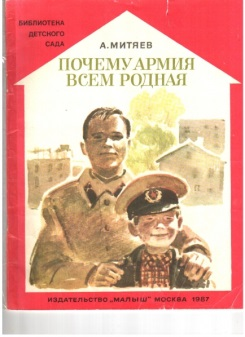 БИБЛИОТЕКА
ДЕТСКОГО
САДА
А.МИТЯЕВ
ПОЧЕМУ АРМИЯ
ВСЕМ РОДНАЯ
ИЗДАТЕЛЬСТВО „МАЛЫШ" МОСКВА 1987